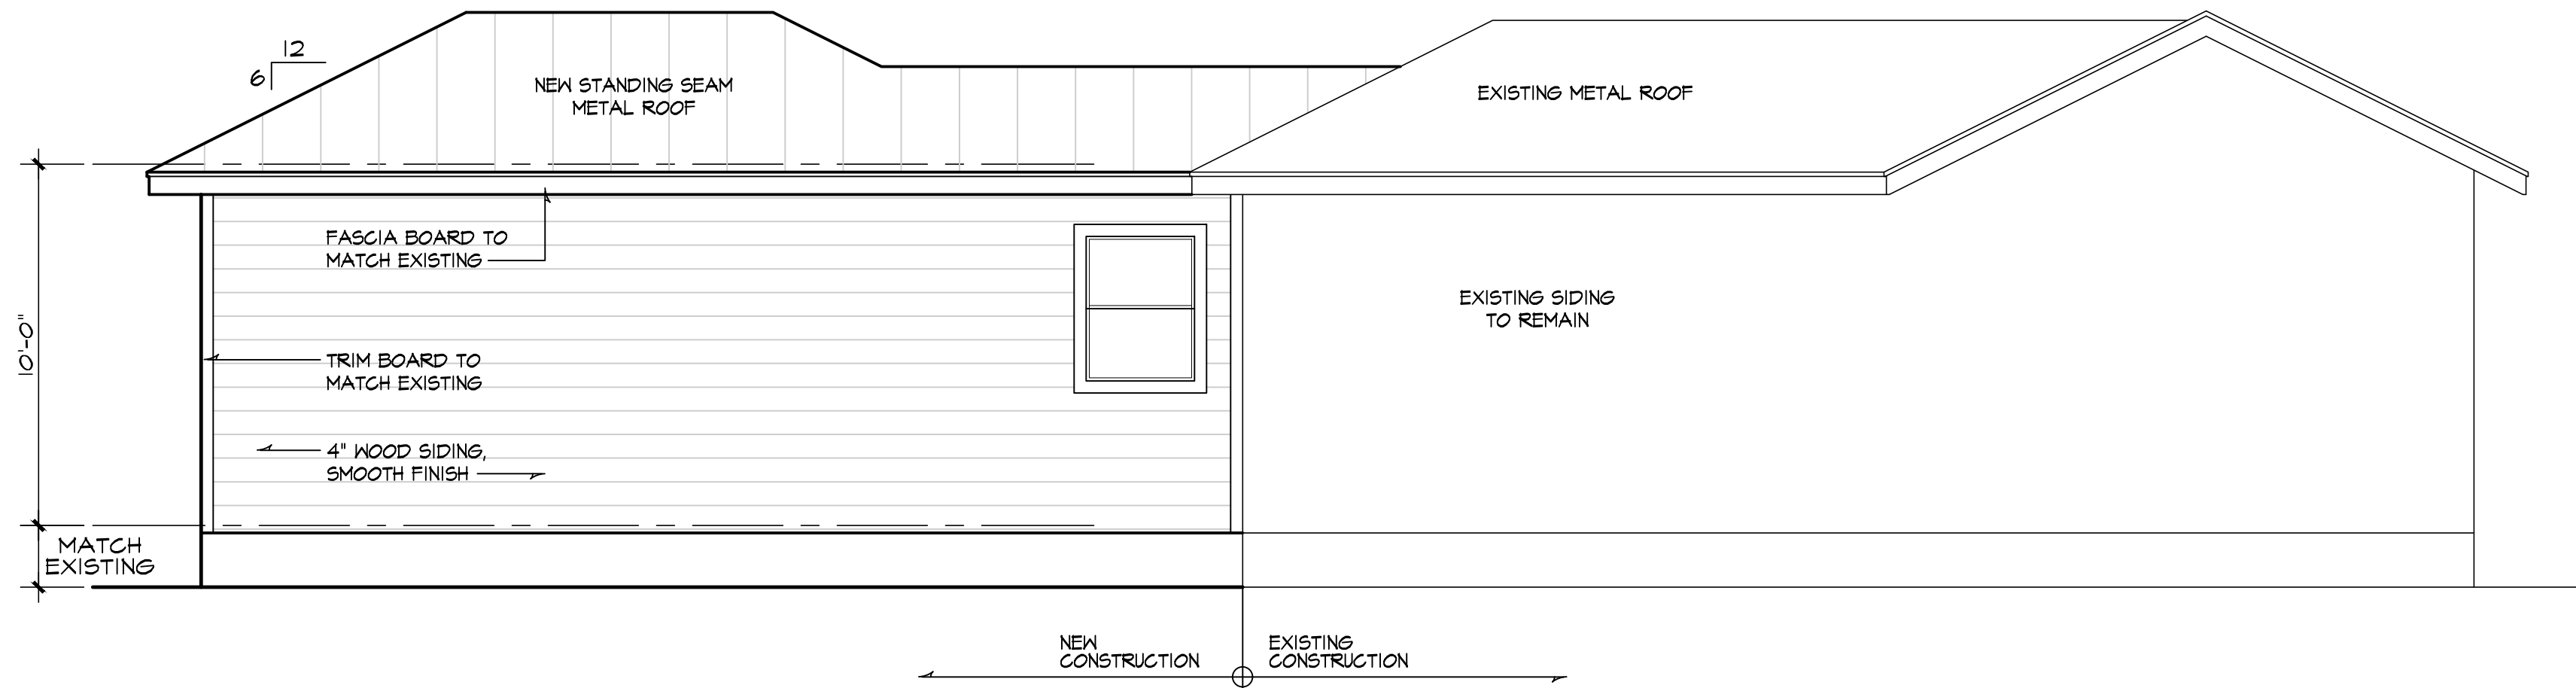 12
6
NEW STANDING SEAM
METAL ROOF
EXISTING METAL ROOF
FASCIA BOARD TO
MATCH EXISTING
EXISTING SIDING
TO REMAIN
10'-0"
TRIM BOARD TO
MATCH EXISTING
4" WOOD SIDING,
SMOOTH FINISH
MATCH
EXISTING
NEW
CONSTRUCTION
EXISTING
CONSTRUCTION